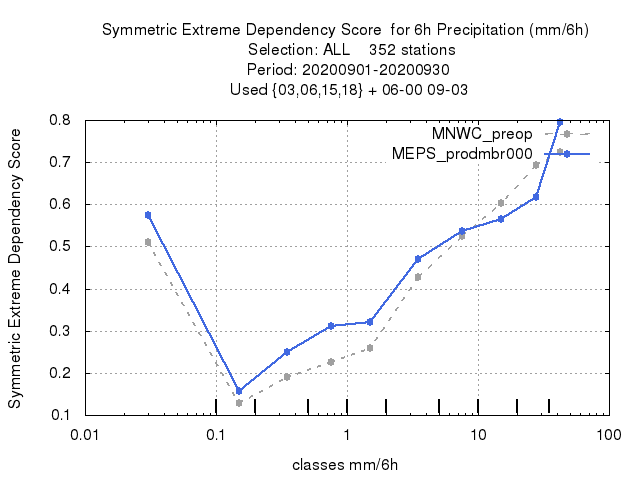 Symmetric Extreme Dependency Score  for 6h Precipitation (mm/6h)
Selection: ALL    352 stations
Period: 20200901-20200930
Used {03,06,15,18} + 06-00 09-03
MNWC_preop
MEPS_prodmbr000
Symmetric Extreme Dependency Score
0.8
0.7
0.6
0.5
0.4
0.3
0.2
0.1
0.01 0.1 1 10 100
classes mm/6h